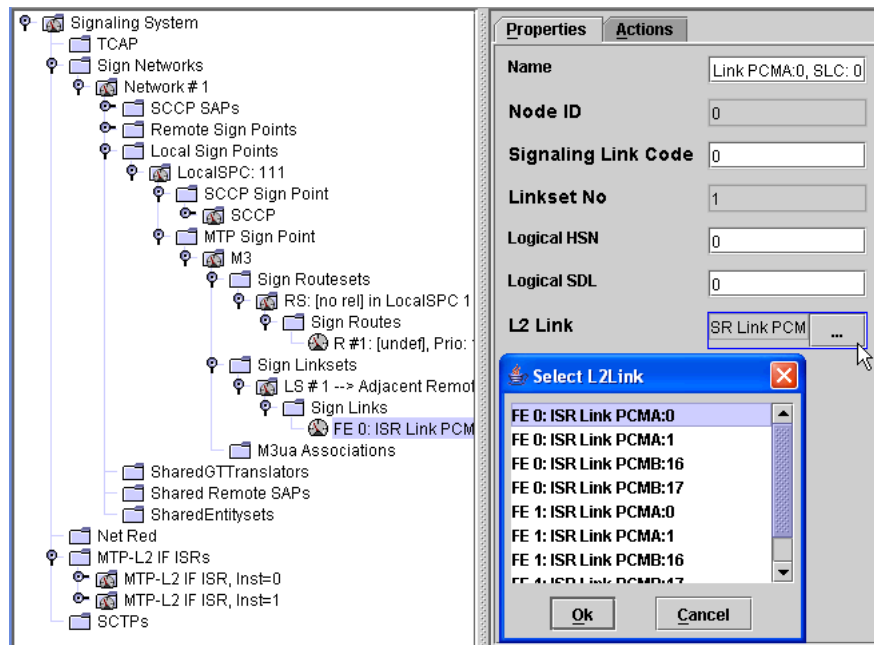 Signaling System
TCAP
Sign Networks
Network # 1
SCCP SAPs
Remote Sign Points
Local Sign Points
LocalSPC: 111
SCCP Sign Point
SCCP
MTP Sign Point
M3
Sign Routesets
RS: [no rel] in LocalSPC 1
Sign Routes
R #1: [undef], Prio:
Sign Linksets
LS # 1 --> Adjacent Remot
Sign Links
FE 0: ISR Link PCM
M3ua Associations
SharedGTTranslators
Shared Remote SAPs
SharedEntitysets
Net Red
MTP-L2 IF ISRs
MTP-L2 IF ISR, Inst=0
MTP-L2 IF ISR, Inst=1
SCTPs
Properties Actions
Name Link PCMA:0, SLC: 0
Node ID 0
Signaling Link Code 0
Linkset No 1
Logical HSN 0
Logical SDL 0
L2 Link SR Link PCM ...
Select L2Link
FE 0: ISR Link PCMA:0
FE 0: ISR Link PCMA:1
FE 0: ISR Link PCMB:16
FE 0: ISR Link PCMB:17
FE 1: ISR Link PCMA:0
FE 1: ISR Link PCMA:1
FE 1: ISR Link PCMB:16
FE 1: ISR Link PCMB:17
Ok Cancel